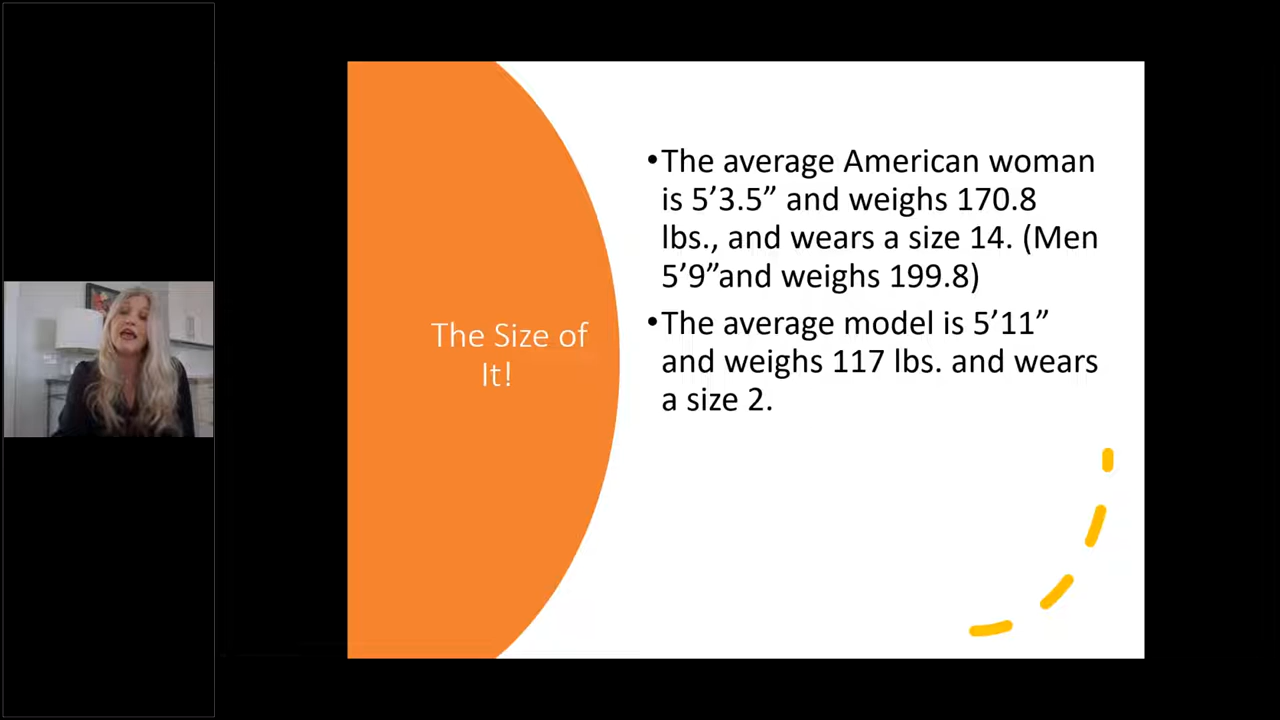 The Size of
It!
•The average American woman
is 5’3.5” and weighs 170.8
lbs., and wears a size 14. (Men
5’9”and weighs 199.8)
•The average model is 5’11”
and weighs 117 lbs. and wears
a size 2.